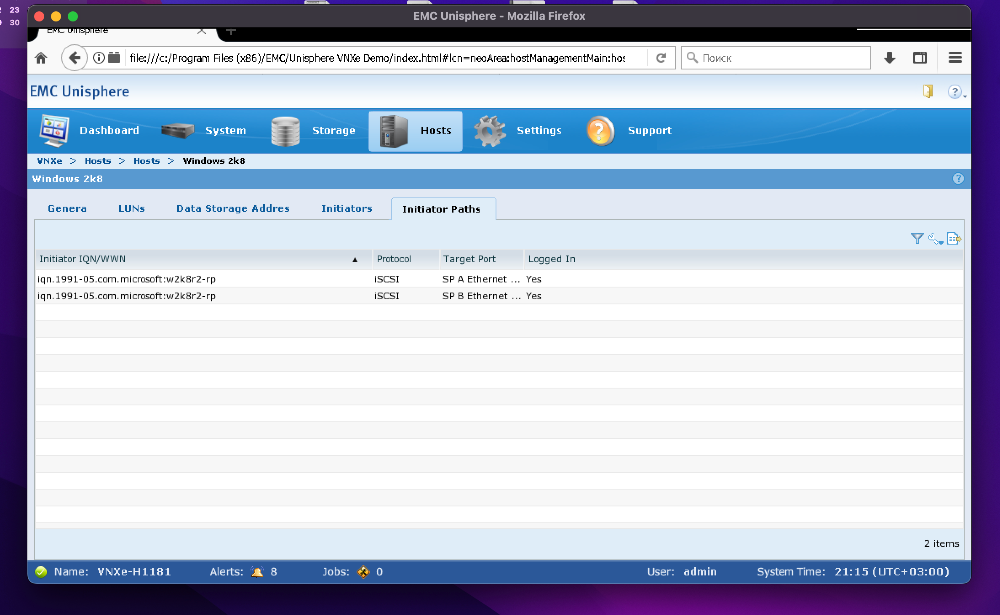 23
30
EMC Unisphere - Mozilla Firefox
EMC Unisphere
file:///c:/Program Files (x86)/EMC/Unisphere VNXe Demo/index.html#lcn=neoArea:hostManagementMain:hos
Поиск
EMC Unisphere
Dashboard
System
Storage
Hosts
Settings
Support
VNXe > Hosts > Hosts > Windows 2k8
Windows 2k8
Genera
LUNs
Data Storage Addres
Initiators
Initiator Paths
Initiator IQN/WWN Protocol Target Port Logged In
iqn.1991-05.com.microsoft:w2k8r2-rp iSCSI SP A Ethernet ... Yes
iqn.1991-05.com.microsoft:w2k8r2-rp iSCSI SP B Ethernet ... Yes
2 items
Name: VNXe-H1181 Alerts: 8 Jobs: 0 User: admin System Time: 21:15 (UTC+03:00)